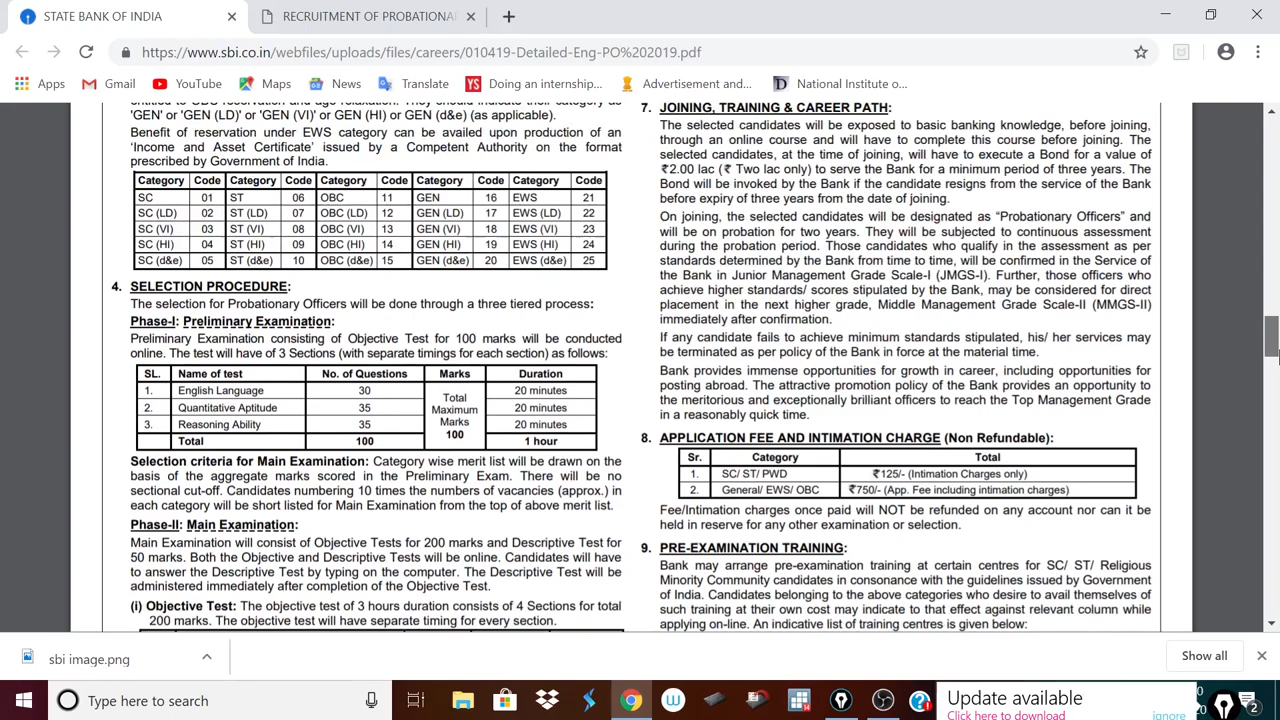 STATE BANK OF INDIA
RECRUITMENT OF PROBATIONA
https://www.sbi.co.in/webfiles/uploads/files/careers/010419-Detailed-Eng-PO%202019.pdf
Apps Gmail YouTube Maps News Translate Doing an internship... Advertisement and... National Institute o...
'GEN' or 'GEN (LD)' or 'GEN (VI)' or GEN (HI) or GEN (d&e) (as applicable).
Benefit of reservation under EWS category can be availed upon production of an
'Income and Asset Certificate' issued by a Competent Authority on the format
prescribed by Government of India.
Category Code Category Code Category Code Category Code Category Code
SC 01 ST 06 OBC 11 GEN 16 EWS 21
SC (LD) 02 ST (LD) 07 OBC (LD) 12 GEN (LD) 17 EWS (LD) 22
SC (VI) 03 ST (VI) 08 OBC (VI) 13 GEN (VI) 18 EWS (VI) 23
SC (HI) 04 ST (HI) 09 OBC (HI) 14 GEN (HI) 19 EWS (HI) 24
SC (d&e) 05 ST (d&e) 10 OBC (d&e) 15 GEN (d&e) 20 EWS (d&e) 25
4. SELECTION PROCEDURE:
The selection for Probationary Officers will be done through a three tiered process:
Phase-I: Preliminary Examination:
Preliminary Examination consisting of Objective Test for 100 marks will be conducted
online. The test will have of 3 Sections (with separate timings for each section) as follows:
SL. Name of test No. of Questions Marks Duration
1. English Language 30 Total Maximum Marks 100 20 minutes
2. Quantitative Aptitude 35 20 minutes
3. Reasoning Ability 35 20 minutes
Total 100 1 hour
Selection criteria for Main Examination: Category wise merit list will be drawn on the
basis of the aggregate marks scored in the Preliminary Exam. There will be no
sectional cut-off. Candidates numbering 10 times the numbers of vacancies (approx.) in
each category will be short listed for Main Examination from the top of above merit list.
Phase-II: Main Examination:
Main Examination will consist of Objective Tests for 200 marks and Descriptive Test for
50 marks. Both the Objective and Descriptive Tests will be online. Candidates will have
to answer the Descriptive Test by typing on the computer. The Descriptive Test will be
administered immediately after completion of the Objective Test.
(i) Objective Test: The objective test of 3 hours duration consists of 4 Sections for total
200 marks. The objective test will have separate timing for every section.
7. JOINING, TRAINING & CAREER PATH:
The selected candidates will be exposed to basic banking knowledge, before joining,
through an online course and will have to complete this course before joining. The
selected candidates, at the time of joining, will have to execute a Bond for a value of
₹2.00 lac (₹ Two lac only) to serve the Bank for a minimum period of three years. The
Bond will be invoked by the Bank if the candidate resigns from the service of the Bank
before expiry of three years from the date of joining.
On joining, the selected candidates will be designated as "Probationary Officers" and
will be on probation for two years. They will be subjected to continuous assessment
during the probation period. Those candidates who qualify in the assessment as per
standards determined by the Bank from time to time, will be confirmed in the Service of
the Bank in Junior Management Grade Scale-I (JMGS-I). Further, those officers who
achieve higher standards/ scores stipulated by the Bank, may be considered for direct
placement in the next higher grade, Middle Management Grade Scale-II (MMGS-II)
immediately after confirmation.
If any candidate fails to achieve minimum standards stipulated, his/ her services may
be terminated as per policy of the Bank in force at the material time.
Bank provides immense opportunities for growth in career, including opportunities for
posting abroad. The attractive promotion policy of the Bank provides an opportunity to
the meritorious and exceptionally brilliant officers to reach the Top Management Grade
in a reasonably quick time.
8. APPLICATION FEE AND INTIMATION CHARGE (Non Refundable):
Sr. Category Total
1. SC/ ST/ PWD ₹125/- (Intimation Charges only)
2. General/ EWS/ OBC ₹750/- (App. Fee including intimation charges)
Fee/Intimation charges once paid will NOT be refunded on any account nor can it be
held in reserve for any other examination or selection.
9. PRE-EXAMINATION TRAINING:
Bank may arrange pre-examination training at certain centres for SC/ ST/ Religious
Minority Community candidates in consonance with the guidelines issued by Government
of India. Candidates belonging to the above categories who desire to avail themselves of
such training at their own cost may indicate to that effect against relevant column while
applying on-line. An indicative list of training centres is given below:
sbi image.png
Show all
Type here to search
Update available
Click here to download ignore
2